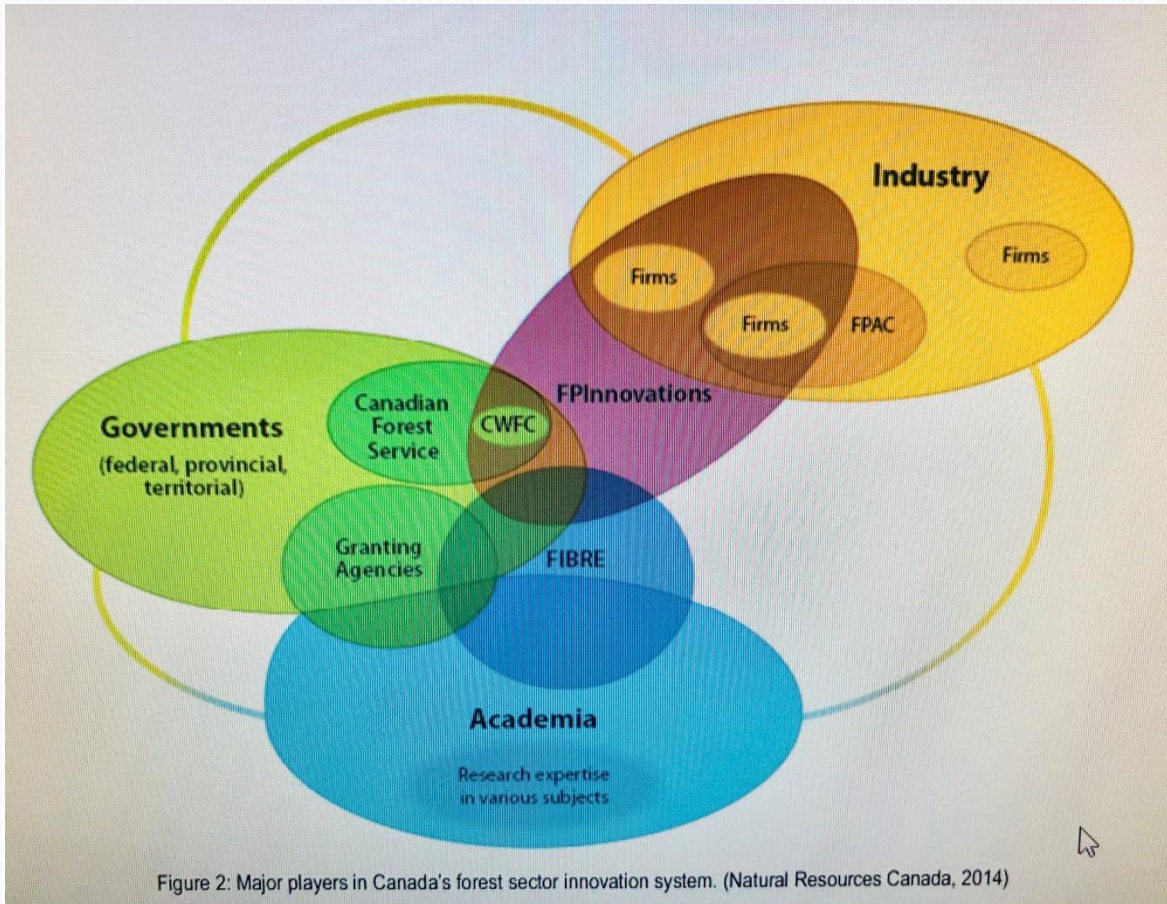 Industry
Firms
Firms
Firms
FPAC
FPInnovations
Governments
(federal, provincial,
territorial)
Canadian
Forest
Service
CWFC
Granting
Agencies
FIBRE
Academia
Research expertise
in various subjects
Figure 2: Major players in Canada's forest sector innovation system. (Natural Resources Canada, 2014)